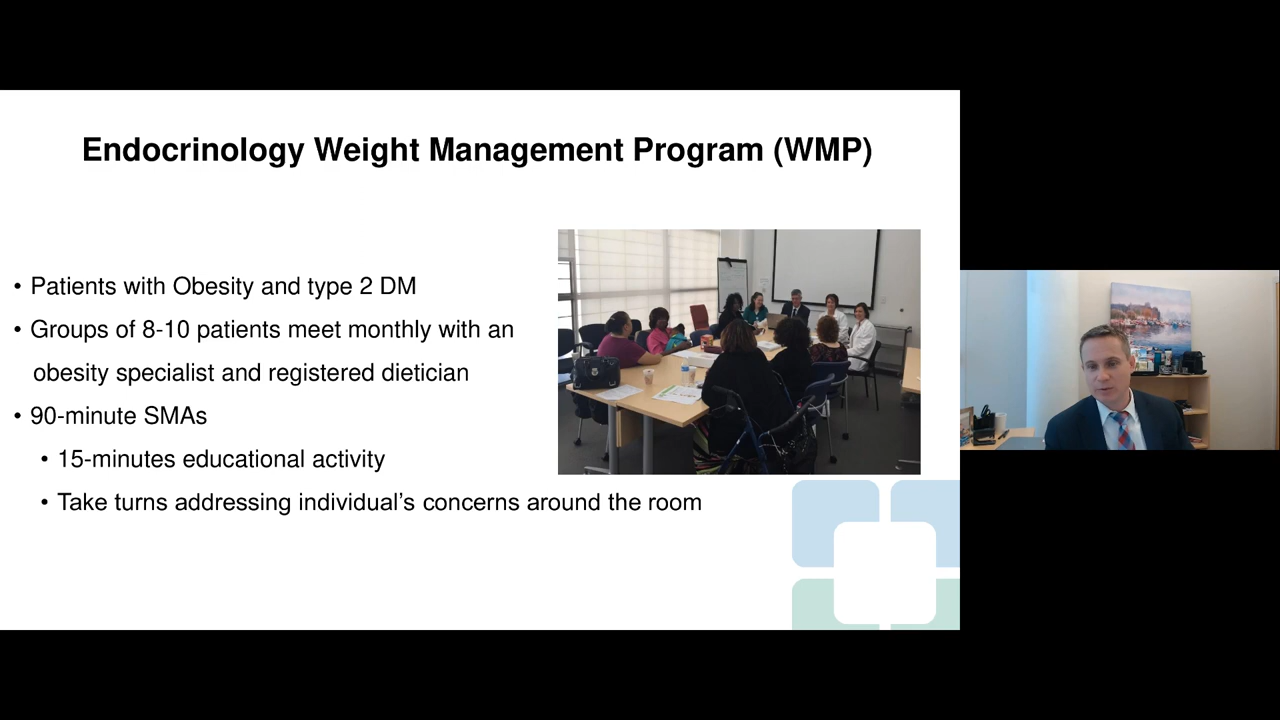 Endocrinology Weight Management Program (WMP)
• Patients with Obesity and type 2 DM
• Groups of 8-10 patients meet monthly with an
obesity specialist and registered dietician
• 90-minute SMAs
• 15-minutes educational activity
• Take turns addressing individual’s concerns around the room